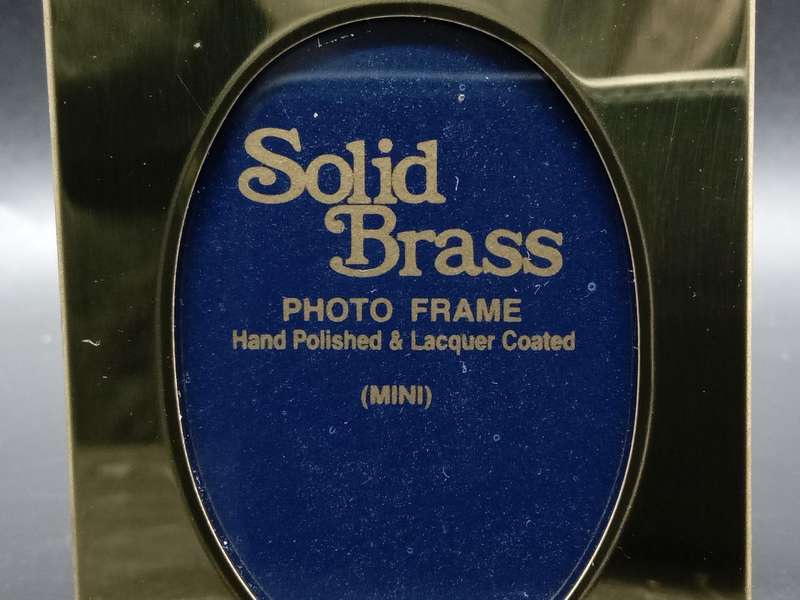 Solid
Brass
PHOTO FRAME
Hand Polished & Lacquer Coated
(MINI)